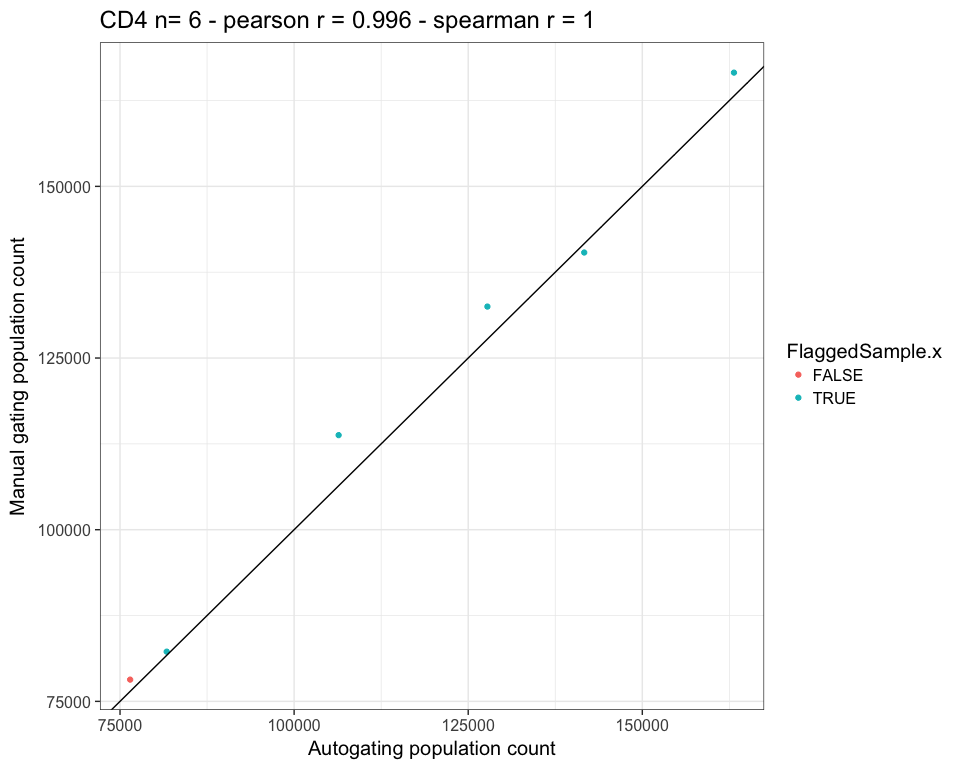 CD4 n= 6 - pearson r = 0.996 - spearman r = 1
Manual gating population count
150000
125000
100000
75000
75000 100000 125000 150000
Autogating population count
FlaggedSample.x
FALSE
TRUE